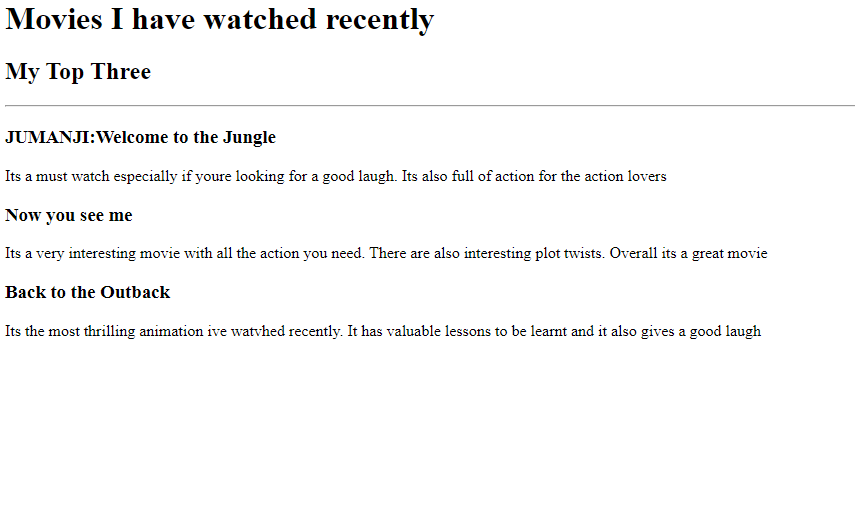 Movies I have watched recently
My Top Three
JUMANJI:Welcome to the Jungle
Its a must watch especially if youre looking for a good laugh. Its also full of action for the action lovers
Now you see me
Its a very interesting movie with all the action you need. There are also interesting plot twists. Overall its a great movie
Back to the Outback
Its the most thrilling animation ive watvhed recently. It has valuable lessons to be learnt and it also gives a good laugh